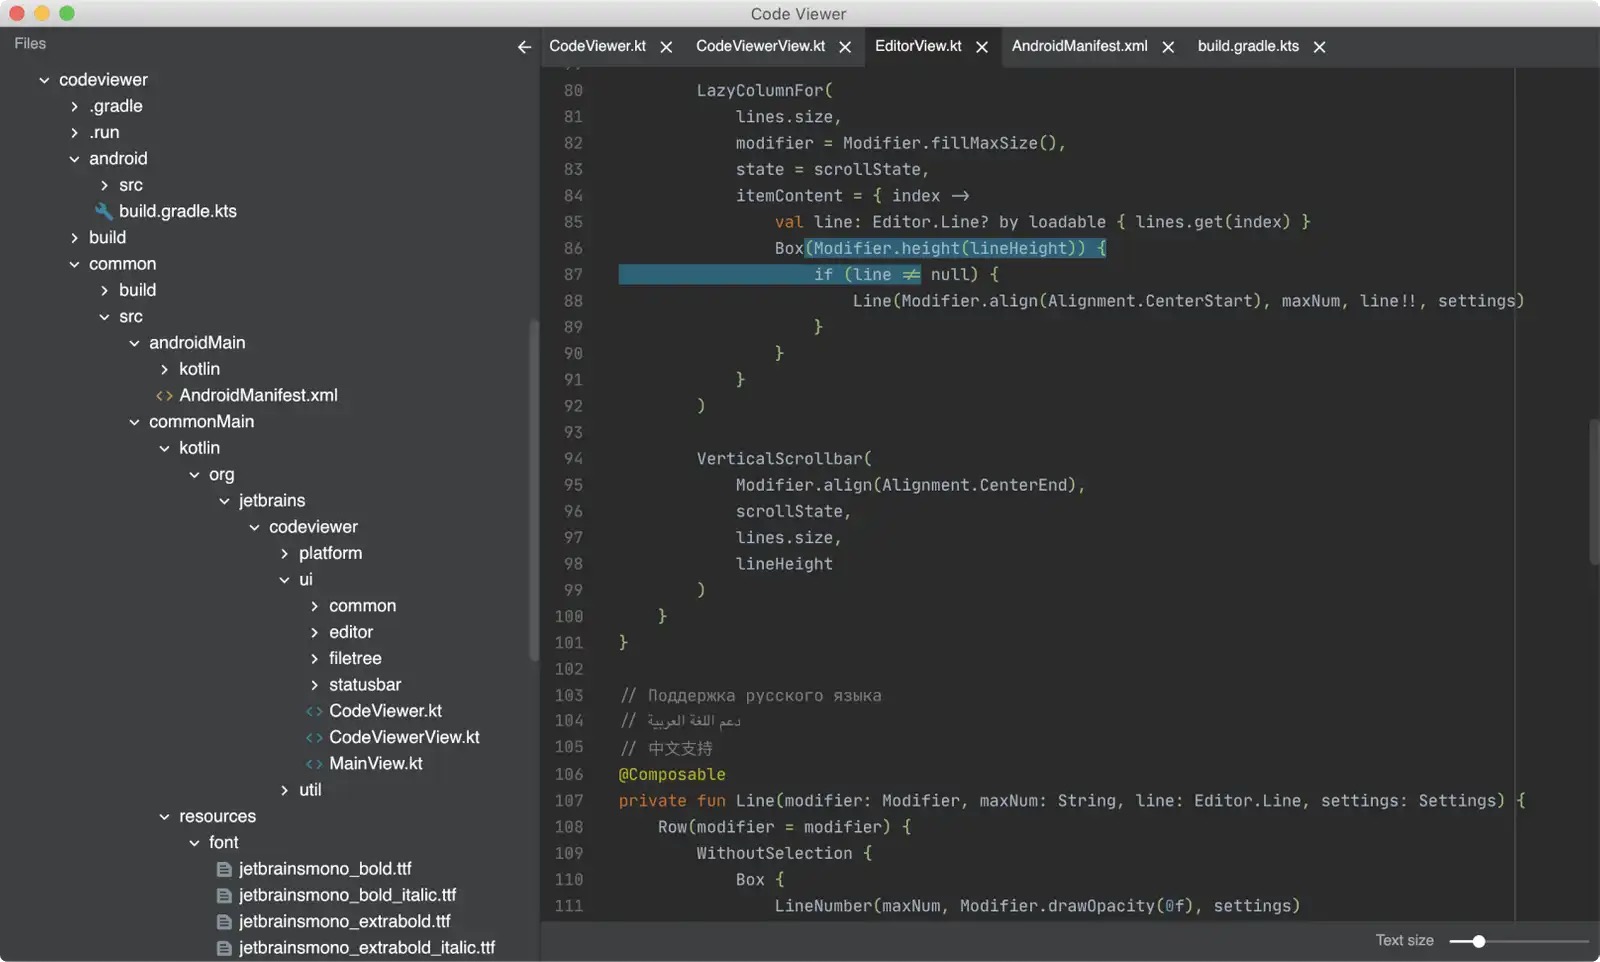 Code Viewer
Files
codeviewer
.gradle
.run
android
src
build.gradle.kts
build
common
build
src
androidMain
kotlin
AndroidManifest.xml
commonMain
kotlin
org
jetbrains
codeviewer
platform
ui
common
editor
filetree
statusbar
CodeViewer.kt
CodeViewerView.kt
MainView.kt
util
resources
font
jetbrainsmono_bold.ttf
jetbrainsmono_bold_italic.ttf
jetbrainsmono_extrabold.ttf
jetbrainsmono_extrabold_italic.ttf
CodeViewer.kt CodeViewerView.kt EditorView.kt AndroidManifest.xml build.gradle.kts
80 LazyColumnFor(
81 lines.size,
82 modifier = Modifier.fillMaxSize(),
83 state = scrollState,
84 itemContent = { index →
85 val line: Editor.Line? by loadable { lines.get(index) }
86 Box(Modifier.height(lineHeight)) {
87 if (line ≠ null) {
88 Line(Modifier.align(Alignment.CenterStart), maxNum, line!!, settings)
89 }
90 }
91 }
92 )
93
94 VerticalScrollbar(
95 Modifier.align(Alignment.CenterEnd),
96 scrollState,
97 lines.size,
98 lineHeight
99 )
100 }
101 }
102
103 // Поддержка русского языка
104 // دعم اللغة العربية
105 // 中文支持
106 @Composable
107 private fun Line(modifier: Modifier, maxNum: String, line: Editor.Line, settings: Settings) {
108 Row(modifier = modifier) {
109 WithoutSelection {
110 Box {
111 LineNumber(maxNum, Modifier.drawOpacity(0f), settings)
Text size